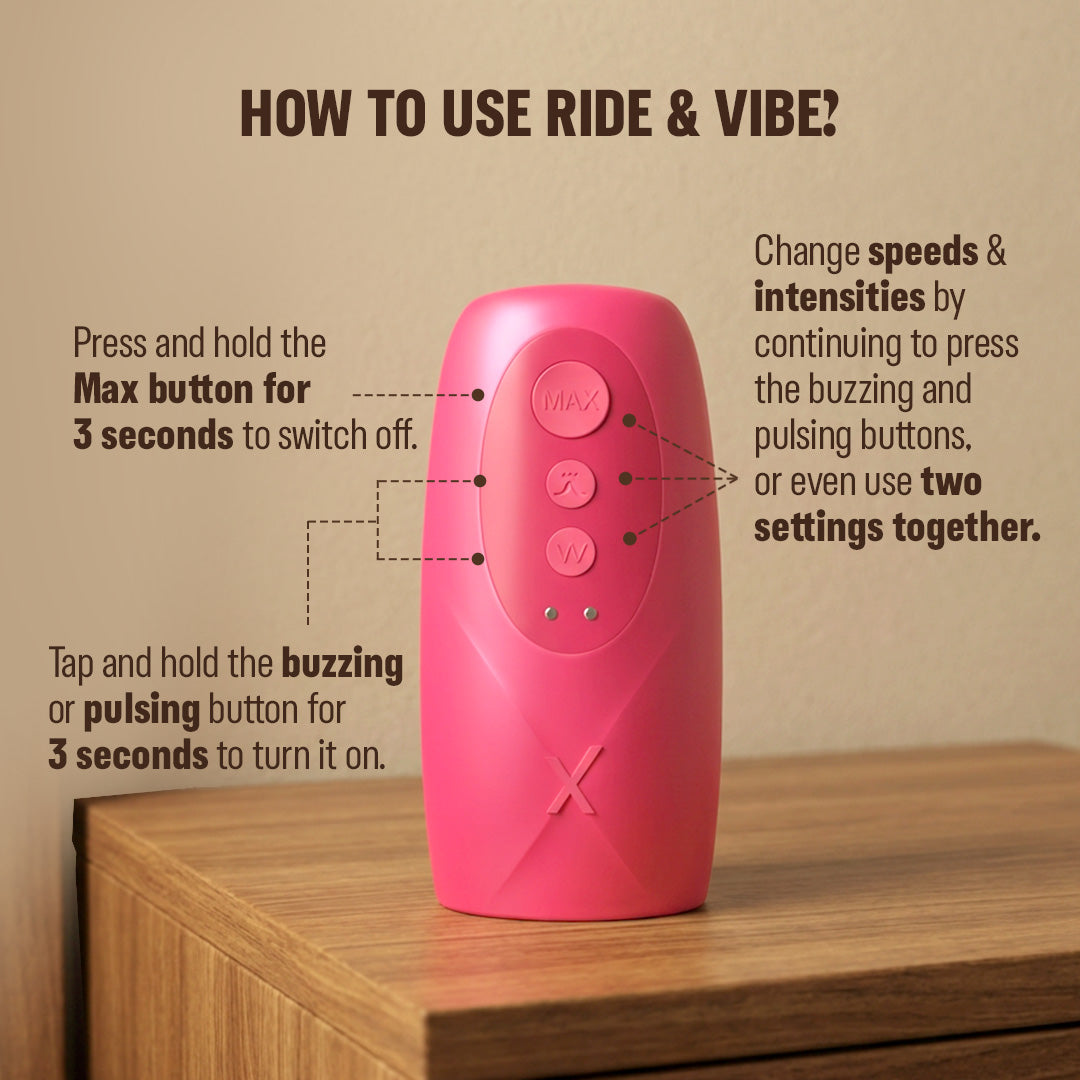 HOW TO USE RIDE & VIBE?
Press and hold the
Max button for
3 seconds to switch off.
Change speeds &
intensities by
continuing to press
the buzzing and
pulsing buttons,
or even use two
settings together.
MAX
W
Tap and hold the buzzing
or pulsing button for
3 seconds to turn it on.
X